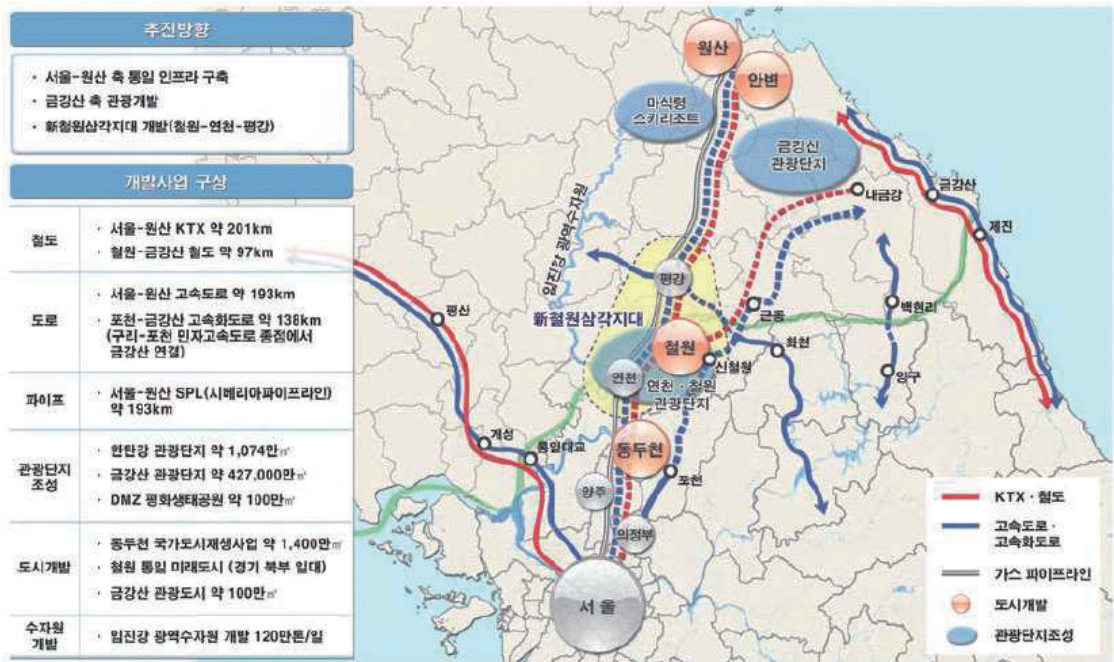 추진방향
· 서울-원산 축 통일 인프라 구축
· 금강산 축 관광개발
· 新철원삼각지대 개발(철원-연천-평강)
개발사업 구상
철도
· 서울-원산 KTX 약 201km
· 철원-금강산 철도 약 97km
도로
· 서울-원산 고속도로 약 193km
· 포천-금강산 고속화도로 약 138km
(구리-포천 민자고속도로 종점에서
금강산 연결)
파이프
· 서울-원산 SPL(시베리아파이프라인)
약 193km
관광단지
조성
· 한탄강 관광단지 약 1,074만㎡
· 금강산 관광단지 약 427,000만㎡
· DMZ 평화생태공원 약 100만㎡
도시개발
· 동두천 국가도시재생사업 약 1,400만㎡
· 철원 통일 미래도시 (경기 북부 일대)
· 금강산 관광도시 약 100만㎡
수자원
개발
· 임진강 광역수자원 개발 120만톤/일
원산
안변
마식령
스키리조트
금강산
관광단지
내금강
금강산
제진
임진강 광역수자원
평강
新철원삼각지대
근동
백현리
평산
철원
신철원
화천
연천
연천·철원
관광단지
양구
개성
통일대교
동두천
포천
양주
의정부
서울
KTX·철도
고속도로·
고속화도로
가스 파이프라인
도시개발
관광단지조성